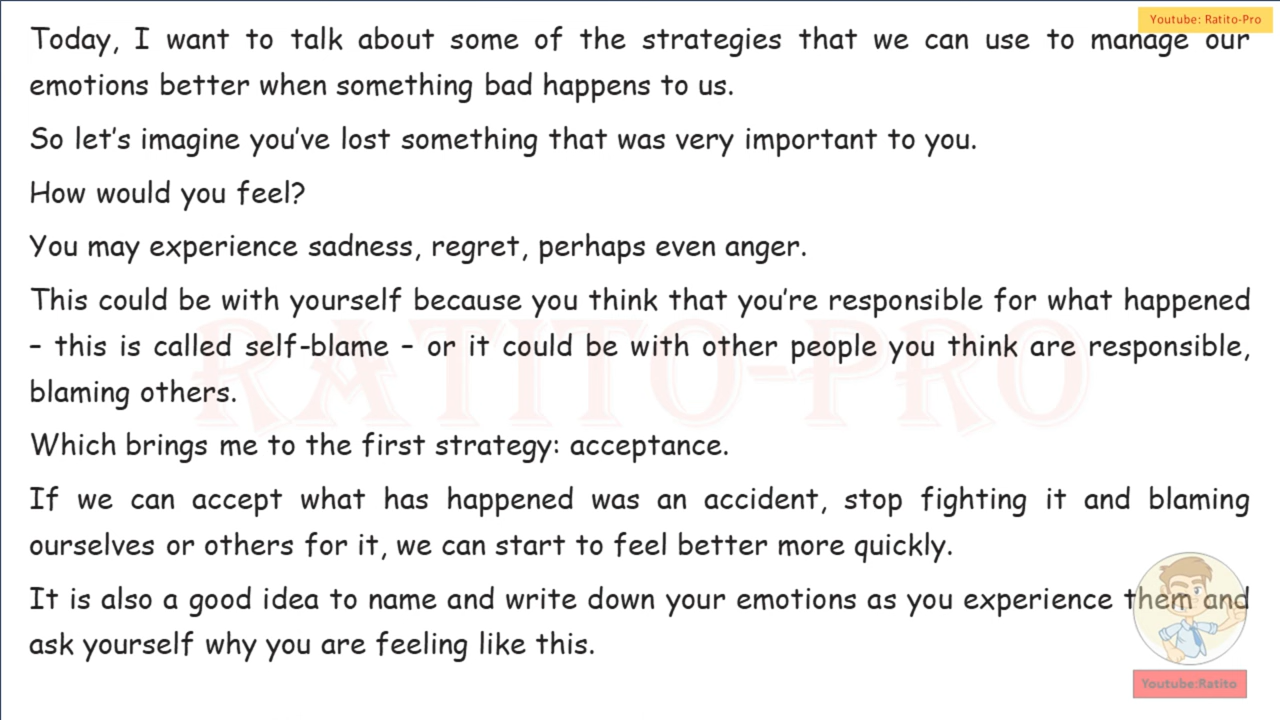 Youtube: Ratito-Pro
Today, I want to talk about some of the strategies that we can use to manage our
emotions better when something bad happens to us.
So let’s imagine you’ve lost something that was very important to you.
How would you feel?
You may experience sadness, regret, perhaps even anger.
This could be with yourself because you think that you’re responsible for what happened
– this is called self-blame – or it could be with other people you think are responsible,
blaming others.
RATITO-PRO
Which brings me to the first strategy: acceptance.
If we can accept what has happened was an accident, stop fighting it and blaming
ourselves or others for it, we can start to feel better more quickly.
It is also a good idea to name and write down your emotions as you experience them and
ask yourself why you are feeling like this.
Youtube:Ratito